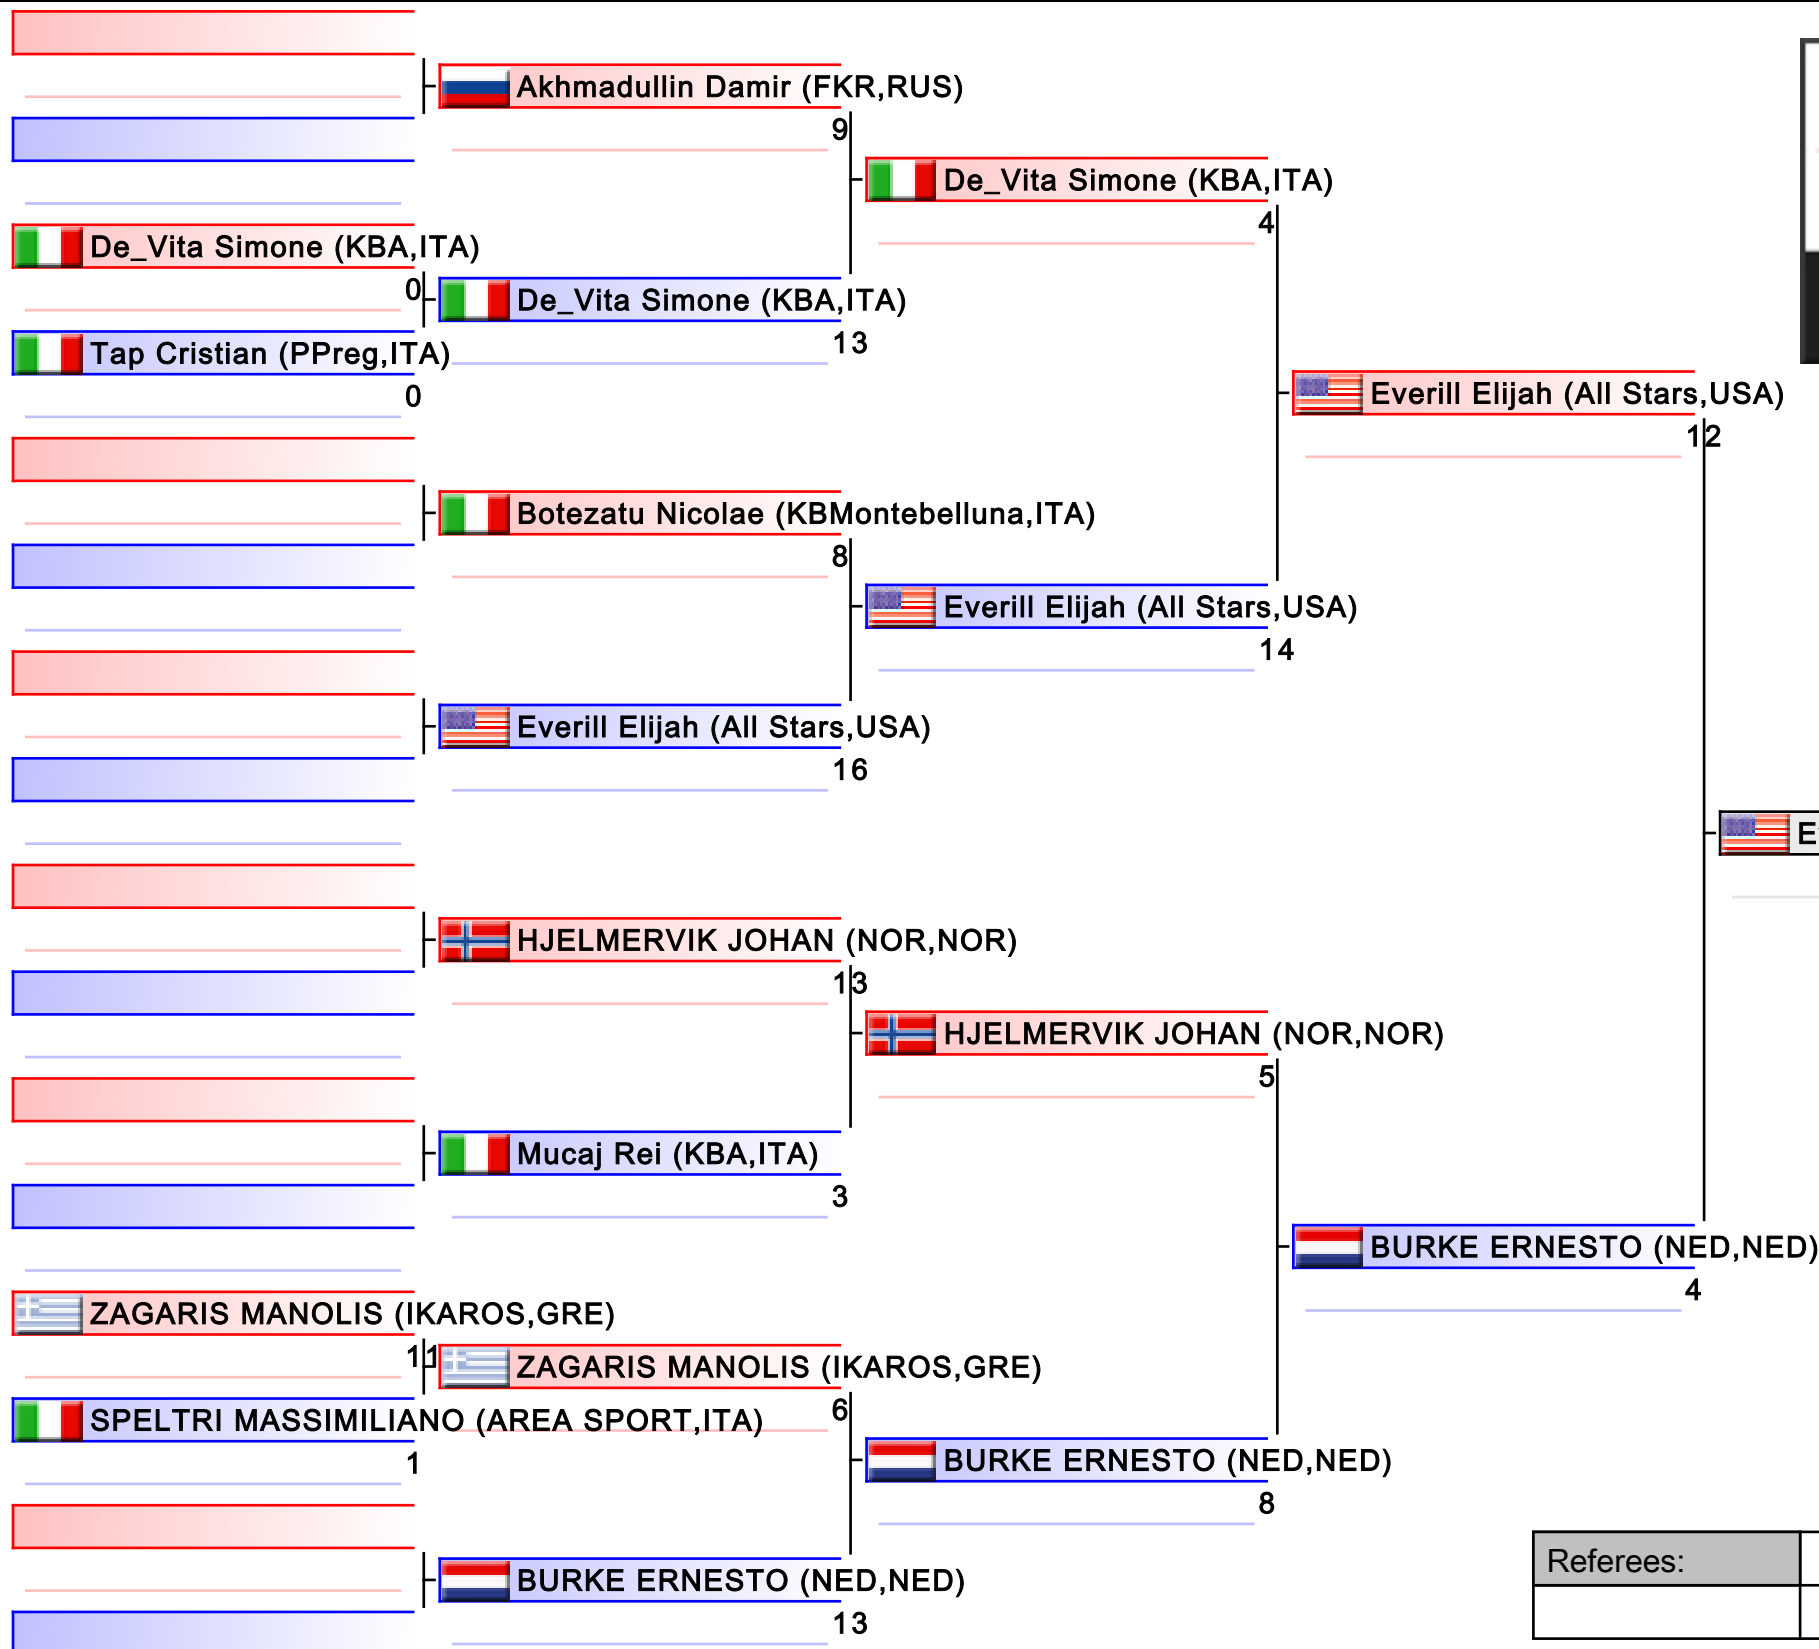 Akhmadullin Damir (FKR,RUS)
9
De_Vita Simone (KBA,ITA)
4
De_Vita Simone (KBA,ITA)
0
De_Vita Simone (KBA,ITA)
13
Tap Cristian (PPreg,ITA)
0
Everill Elijah (All Stars,USA)
12
Botezatu Nicolae (KBMontebelluna,ITA)
8
Everill Elijah (All Stars,USA)
14
Everill Elijah (All Stars,USA)
16
E
HJELMERVIK JOHAN (NOR,NOR)
13
HJELMERVIK JOHAN (NOR,NOR)
5
Mucaj Rei (KBA,ITA)
3
BURKE ERNESTO (NED,NED)
4
ZAGARIS MANOLIS (IKAROS,GRE)
11
ZAGARIS MANOLIS (IKAROS,GRE)
6
SPELTRI MASSIMILIANO (AREA SPORT,ITA)
1
BURKE ERNESTO (NED,NED)
8
BURKE ERNESTO (NED,NED)
13
Referees: